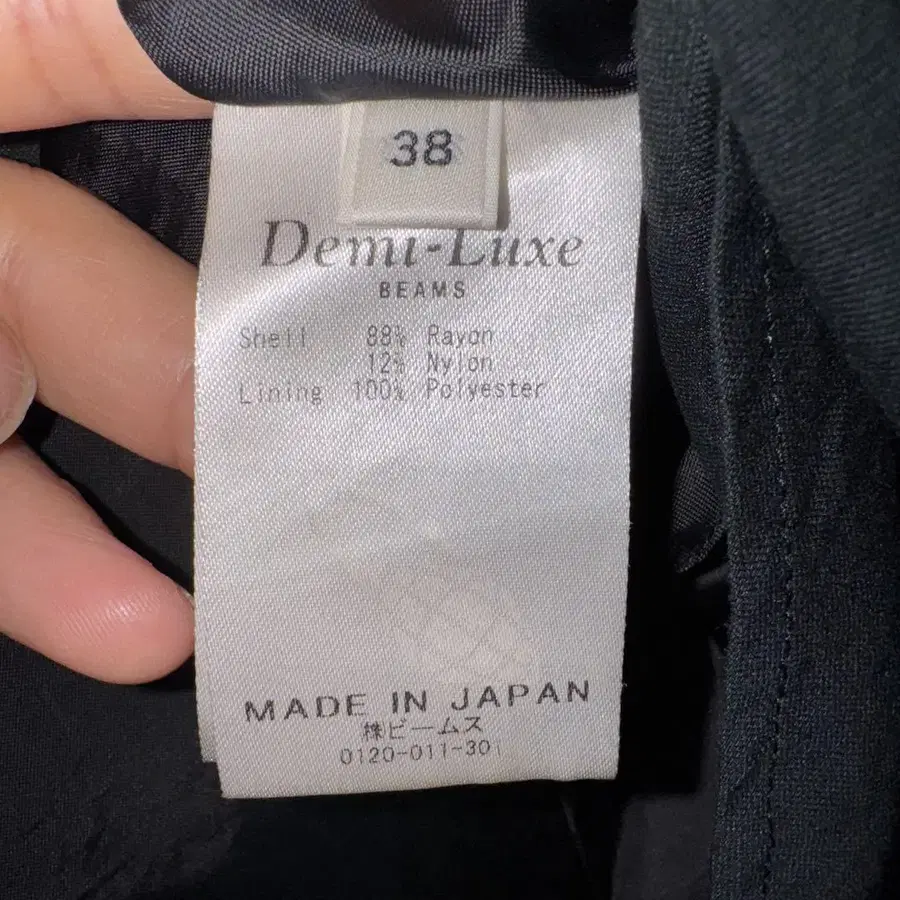 38
Demi-Luxe
BEAMS
Shell 88% Rayon
12% Nylon
Lining 100% Polyester
MADE IN JAPAN
㈱ビームス
0120-011-301